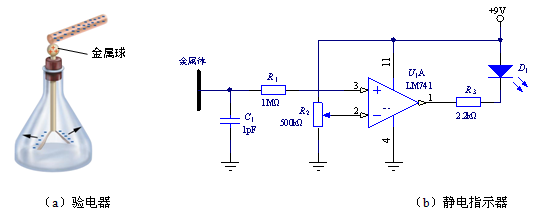 金属球
(a) 验电器
+9V
金属体
R₁
1MΩ
C₁
1pF
R₂
500kΩ
3
2
11
4
1
U₁A
LM741
R₃
2.2kΩ
D₁
(b) 静电指示器